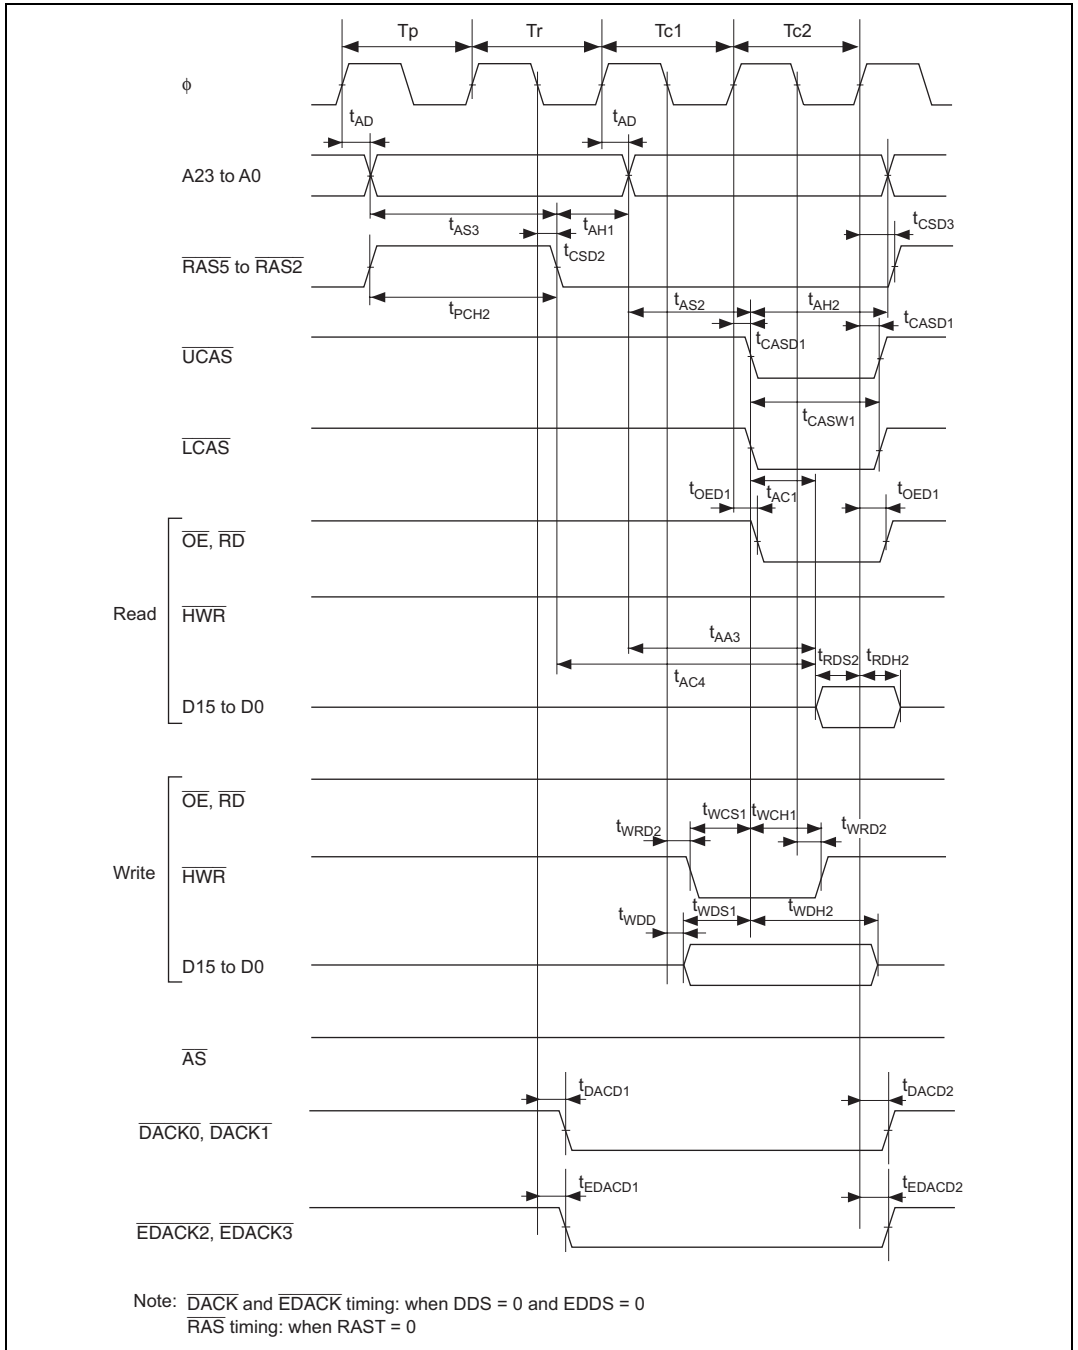 Tp Tr Tc1 Tc2
ϕ
tAD tAD
A23 to A0
tAS3 tAH1 tCSD3
tCSD2
RAS5 to RAS2
tPCH2 tAS2 tAH2
tCASD1 tCASD1
UCAS
tCASW1
LCAS
tOED1 tAC1 tOED1
OE, RD
Read
HWR
tAA3
tRDS2 tRDH2
tAC4
D15 to D0
OE, RD
tWCS1 tWCH1
tWRD2 tWRD2
Write
HWR
tWDD tWDS1 tWDH2
D15 to D0
AS
tDACD1 tDACD2
DACK0, DACK1
tEDACD1 tEDACD2
EDACK2, EDACK3
Note: DACK and EDACK timing: when DDS = 0 and EDDS = 0
RAS timing: when RAST = 0